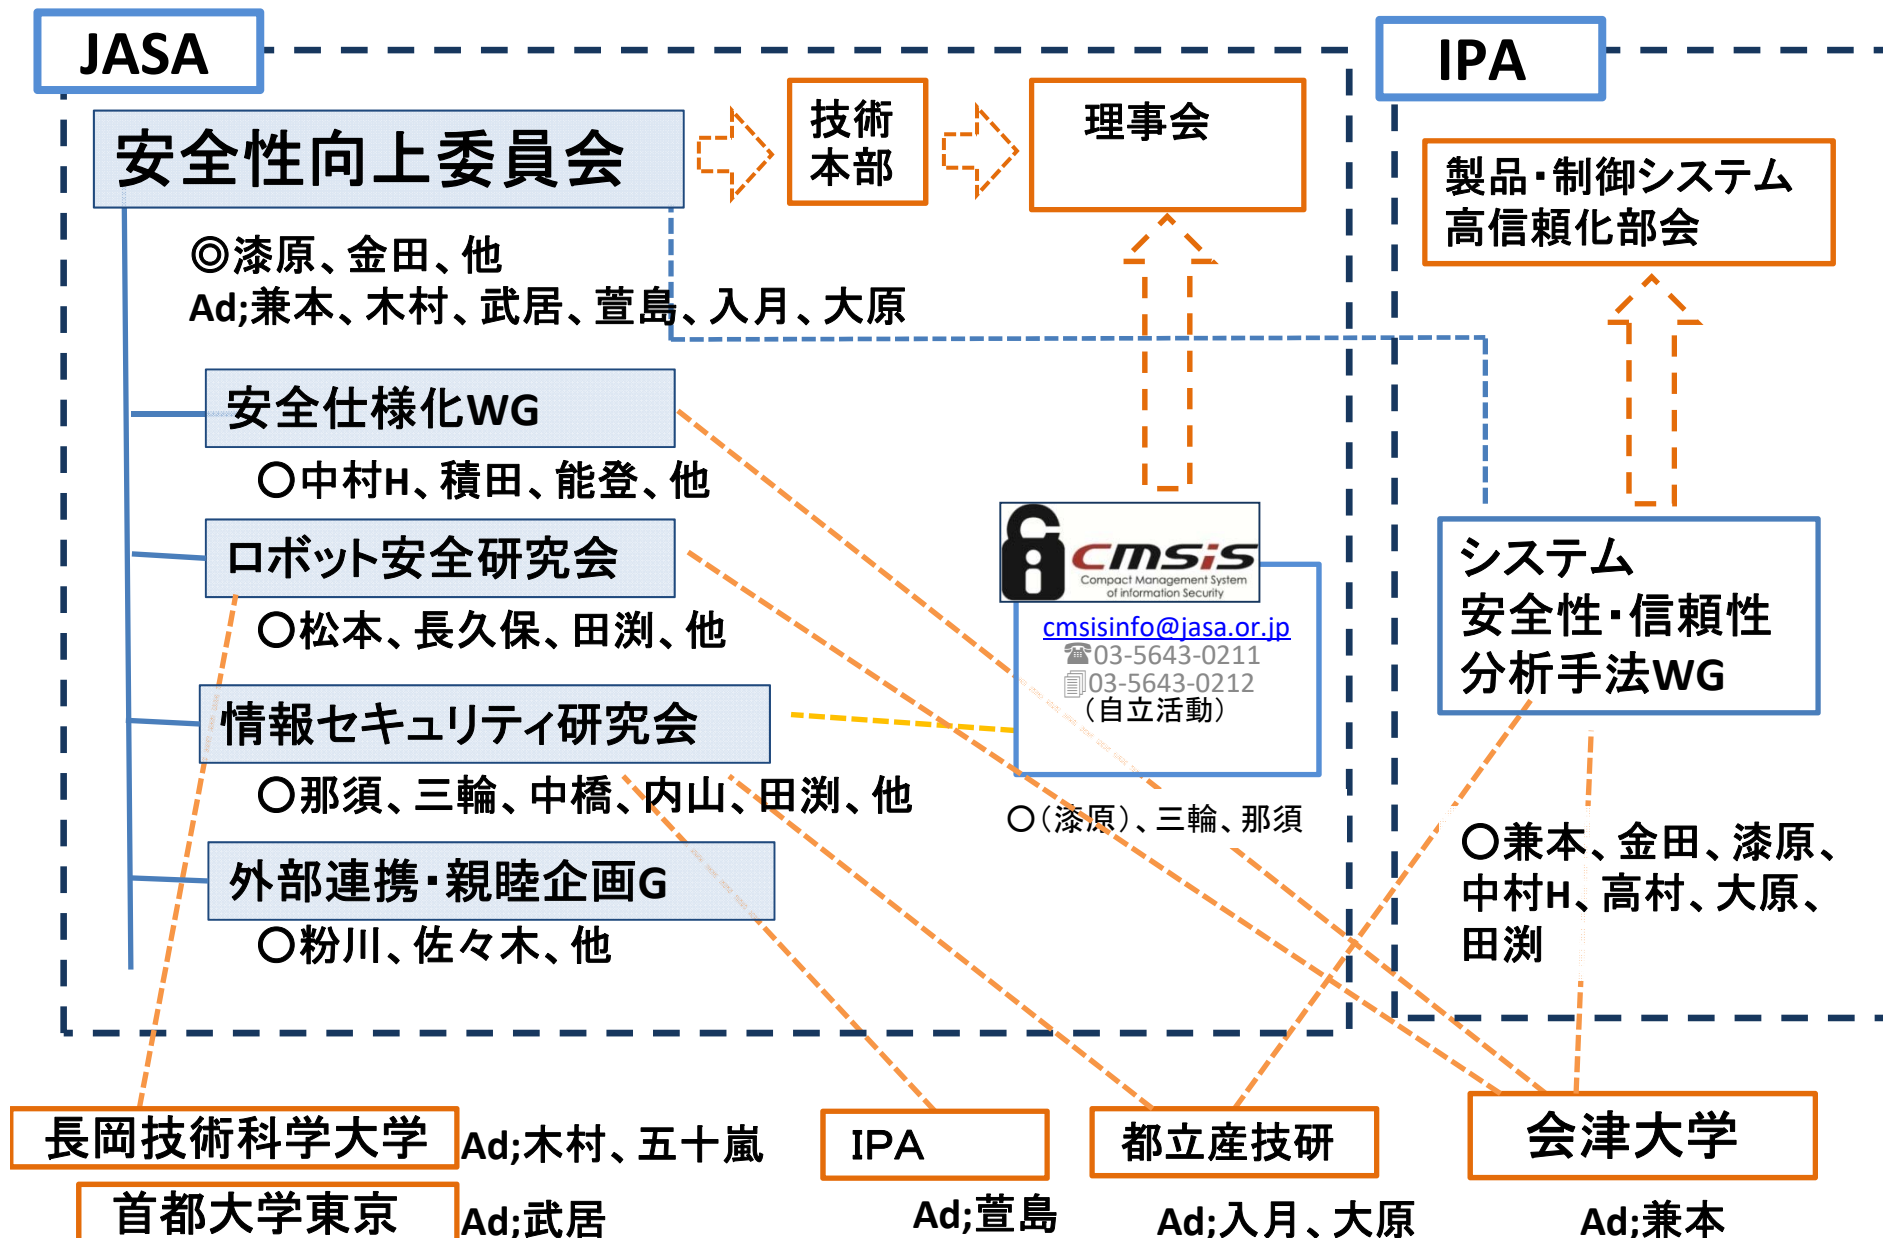 JASA
IPA
安全性向上委員会
技術
本部
理事会
製品・制御システム
高信頼化部会
◎漆原、金田、他
Ad;兼本、木村、武居、萱島、入月、大原
安全仕様化WG
○中村H、積田、能登、他
ロボット安全研究会
○松本、長久保、田渕、他
情報セキュリティ研究会
○那須、三輪、中橋、内山、田渕、他
外部連携・親睦企画G
○粉川、佐々木、他
cmsis
Compact Management System
of information Security
cmsisinfo@jasa.or.jp
☎03-5643-0211
03-5643-0212
（自立活動）
○（漆原）、三輪、那須
システム
安全性・信頼性
分析手法WG
○兼本、金田、漆原、
中村H、高村、大原、
田渕
長岡技術科学大学
Ad;木村、五十嵐
首都大学東京
Ad;武居
IPA
Ad;萱島
都立産技研
Ad;入月、大原
会津大学
Ad;兼本